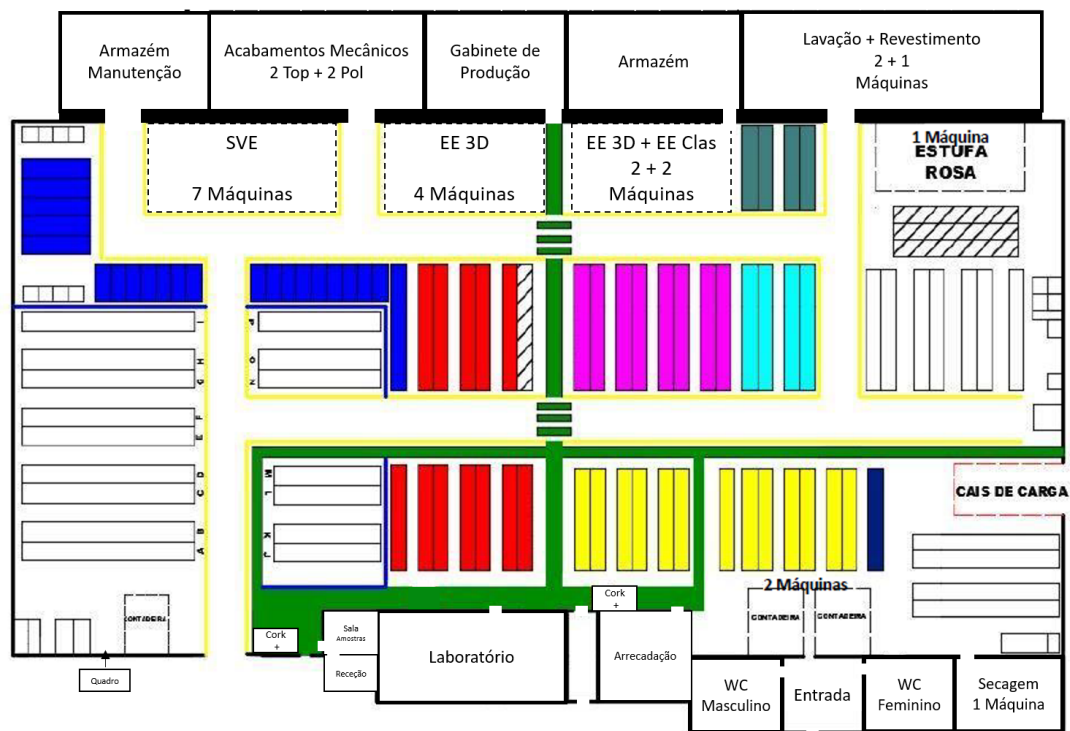 Armazém
Manutenção
Acabamentos Mecânicos
2 Top + 2 Pol
Gabinete de
Produção
Armazém
Lavação + Revestimento
2 + 1
Máquinas
SVE
7 Máquinas
EE 3D
4 Máquinas
EE 3D + EE Clas
2 + 2
Máquinas
1 Máquina
ESTUFA
ROSA
I
H
G
F
E
D
C
B
A
P
O
N
M
L
K
J
CAIS DE CARGA
2 Máquinas
CONTADEIRA
CONTADEIRA
CONTADEIRA
Cork
+
Cork
+
Sala
Amostras
Receção
Laboratório
Arrecadação
Quadro
WC
Masculino
Entrada
WC
Feminino
Secagem
1 Máquina